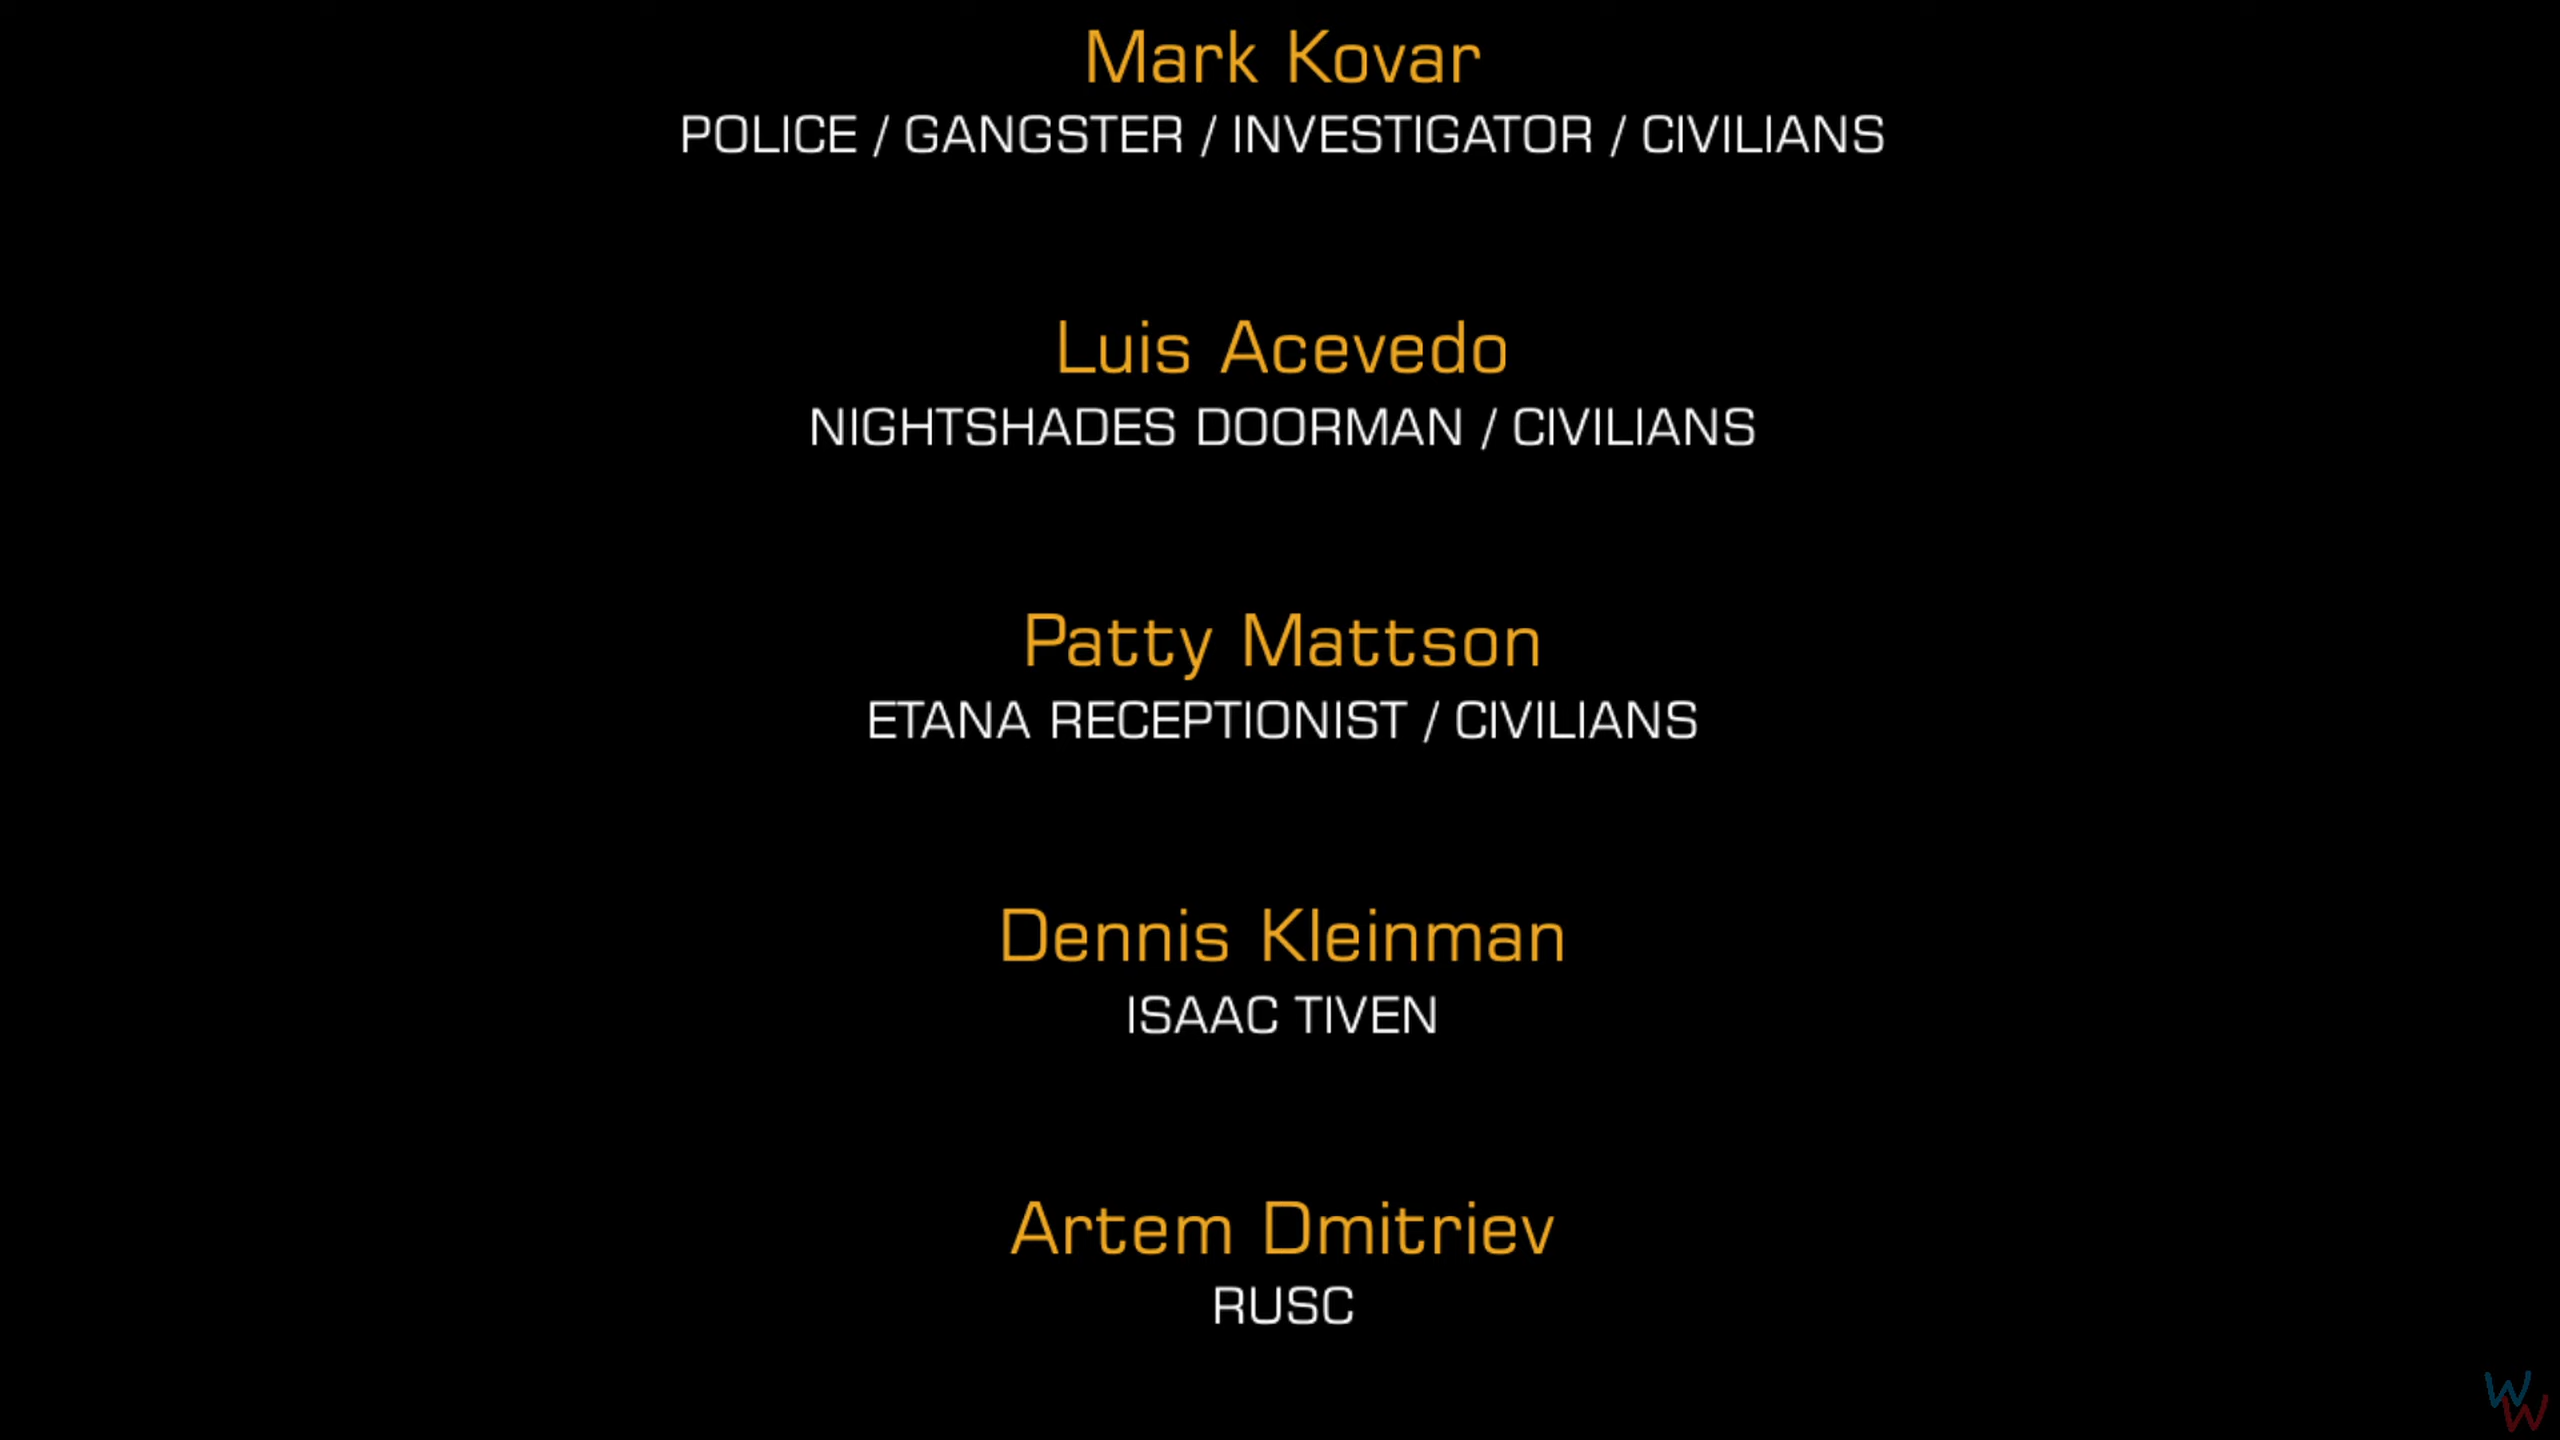 Mark Kovar
POLICE / GANGSTER / INVESTIGATOR / CIVILIANS
Luis Acevedo
NIGHTSHADES DOORMAN / CIVILIANS
Patty Mattson
ETANA RECEPTIONIST / CIVILIANS
Dennis Kleinman
ISAAC TIVEN
Artem Dmitriev
RUSC
WW